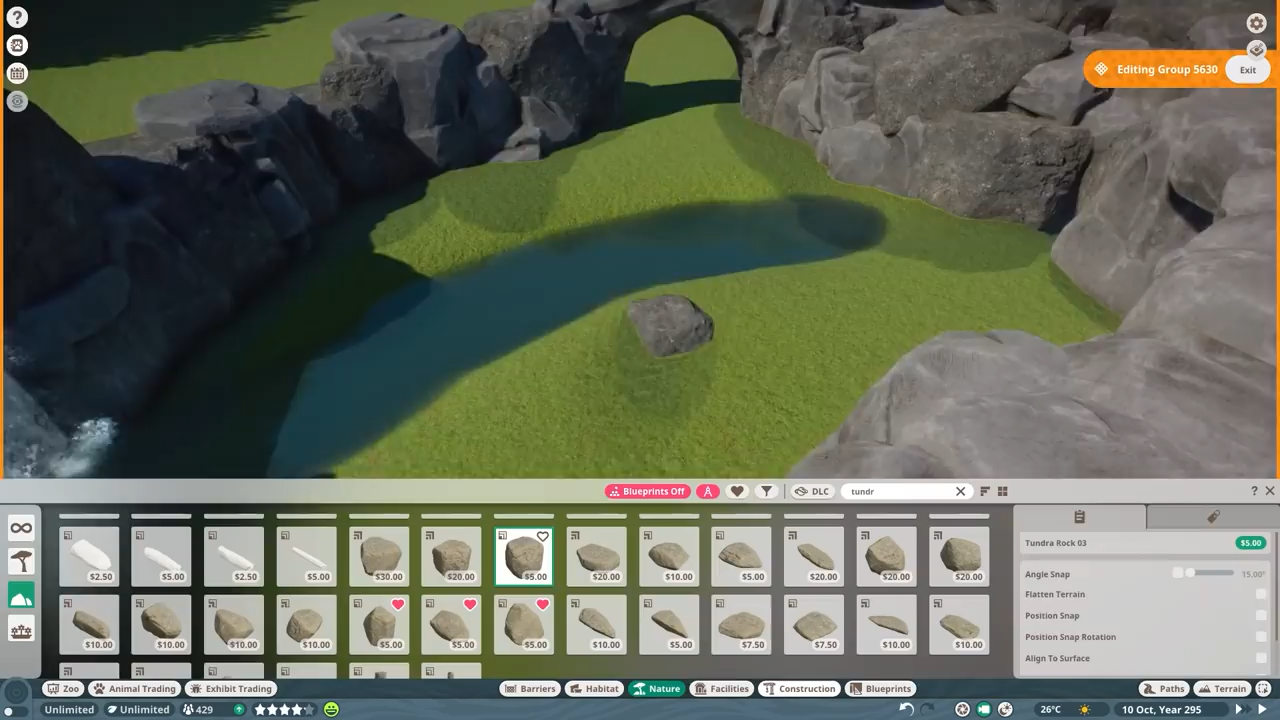 ?
Editing Group 5630
Exit
Blueprints Off
DLC
tundr
?
$2.50
$5.00
$2.50
$5.00
$30.00
$20.00
$5.00
$20.00
$10.00
$5.00
$20.00
$20.00
$20.00
$10.00
$10.00
$10.00
$10.00
$5.00
$5.00
$5.00
$10.00
$5.00
$7.50
$7.50
$10.00
$10.00
Tundra Rock 03
$5.00
Angle Snap
15.00°
Flatten Terrain
Position Snap
Position Snap Rotation
Align To Surface
Zoo
Animal Trading
Exhibit Trading
Barriers
Habitat
Nature
Facilities
Construction
Blueprints
Paths
Terrain
Unlimited
Unlimited
429
26°C
10 Oct, Year 295